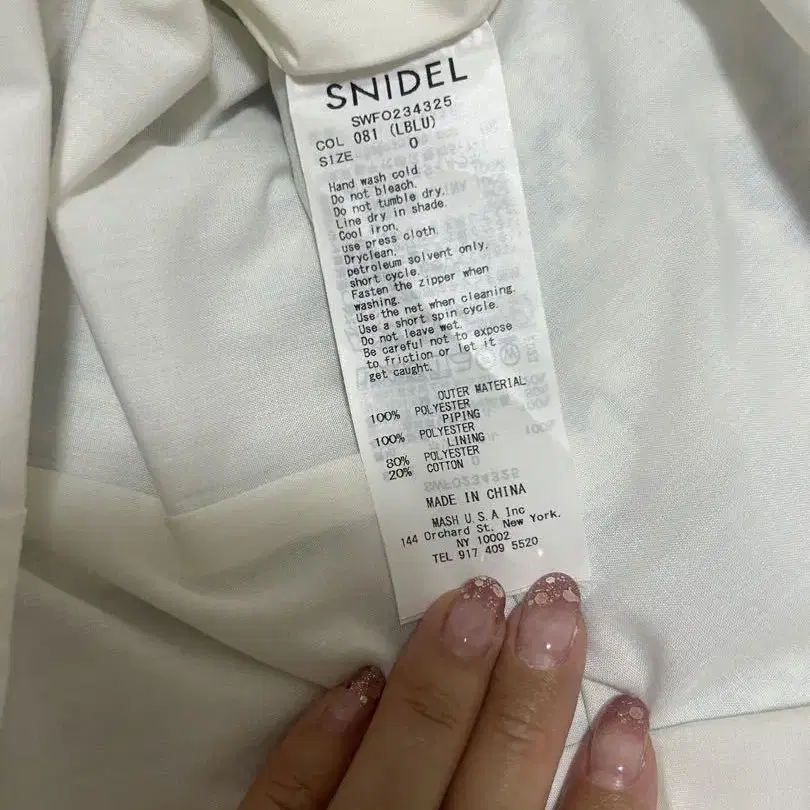 SNIDEL
SWFO234325
COL 081 (LBLU)
SIZE 0
Hand wash cold.
Do not bleach.
Do not tumble dry.
Line dry in shade.
Cool iron.
use press cloth.
Dryclean,
petroleum solvent only,
short cycle.
Fasten the zipper when
washing.
Use the net when cleaning.
Use a short spin cycle.
Do not leave wet.
Be careful not to expose
to friction or let it
get caught.
OUTER MATERIAL
100% POLYESTER
PIPING
100% POLYESTER
LINING
80% POLYESTER
20% COTTON
MADE IN CHINA
MASH U.S.A Inc
144 Orchard St. New York.
NY 10002
TEL 917 409 5520